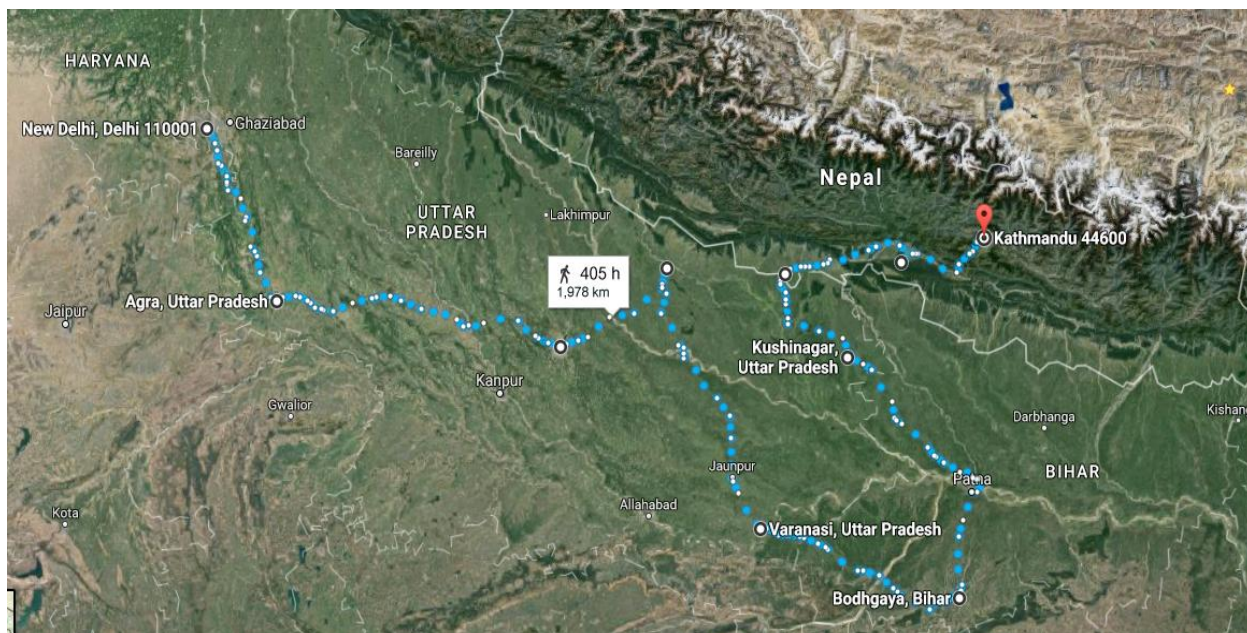 HARYANA
New Delhi, Delhi 110001
Ghaziabad
Bareilly
Nepal
UTTAR
PRADESH
Lakhimpur
Kathmandu 44600
405 h
1,978 km
Agra, Uttar Pradesh
Jaipur
Kushinagar,
Uttar Pradesh
Kanpur
Gwalior
Darbhanga
Kishan
Jaunpur
BIHAR
Patna
Kota
Allahabad
Varanasi, Uttar Pradesh
Bodhgaya, Bihar